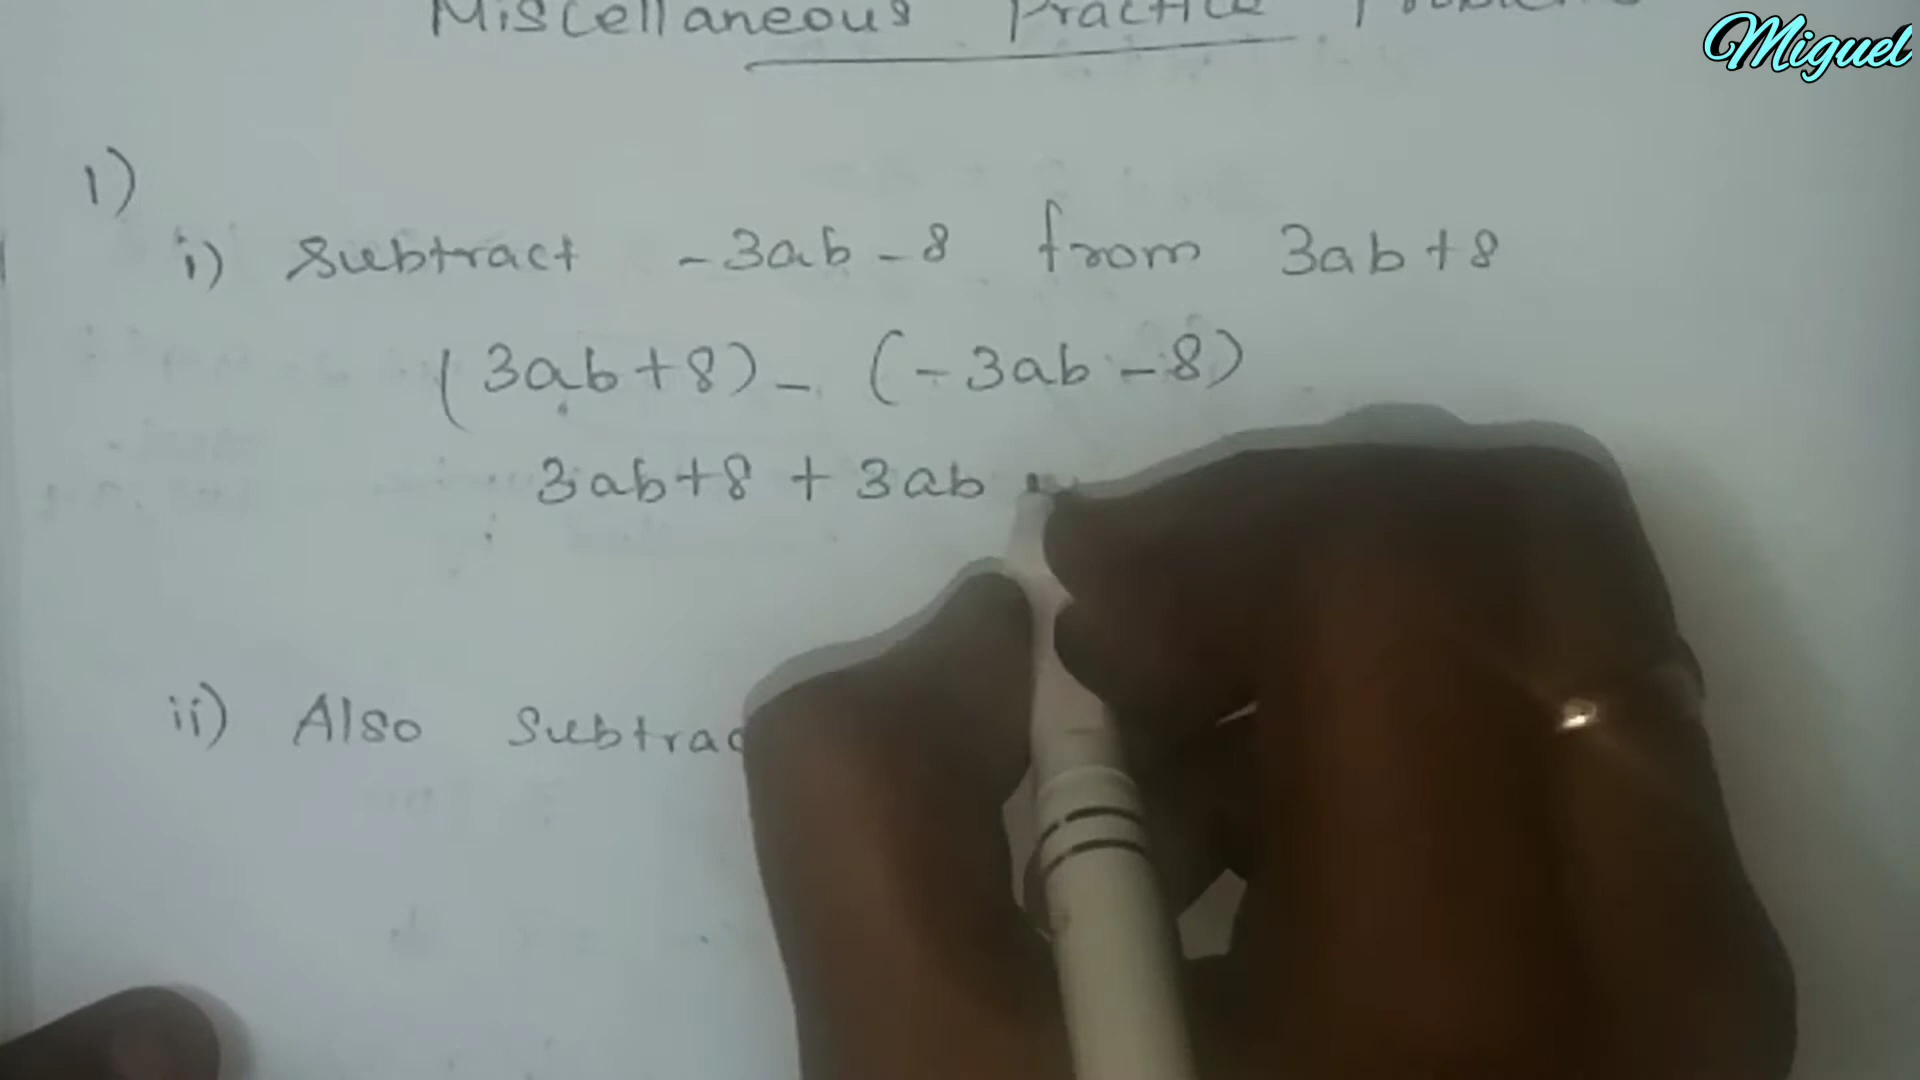 Miscellaneous Practice Problems
Miguel
1)
i) Subtract -3ab-8 from 3ab+8
(3ab+8)- (-3ab-8)
3ab+8 + 3ab
ii) Also Subtrac